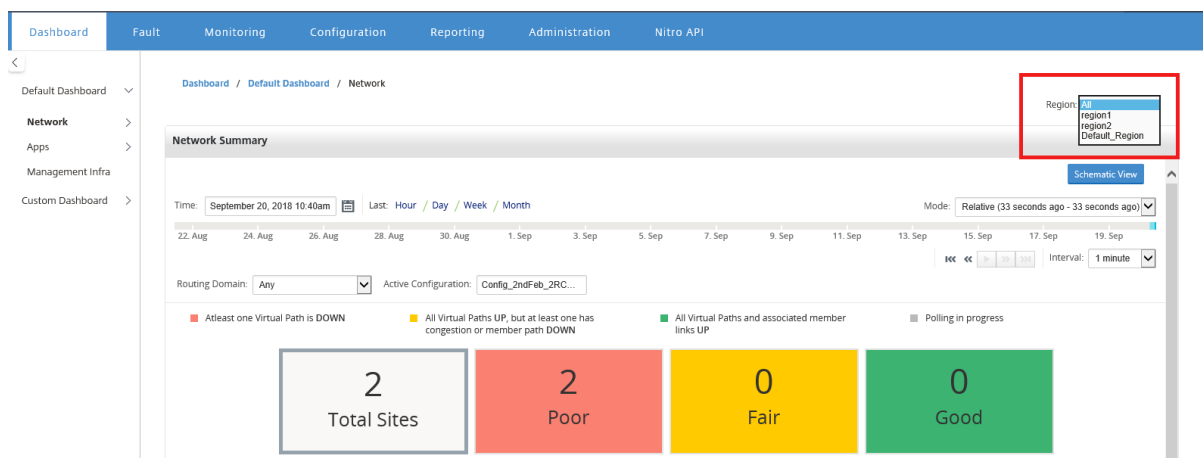 Dashboard Fault Monitoring Configuration Reporting Administration Nitro API
Default Dashboard
Network
Apps
Management Infra
Custom Dashboard
Dashboard / Default Dashboard / Network
Region: All
region1
region2
Default_Region
Network Summary
Schematic View
Time: September 20, 2018 10:40am Last: Hour / Day / Week / Month Mode: Relative (33 seconds ago - 33 seconds ago)
22. Aug 24. Aug 26. Aug 28. Aug 30. Aug 1. Sep 3. Sep 5. Sep 7. Sep 9. Sep 11. Sep 13. Sep 15. Sep 17. Sep 19. Sep
Interval: 1 minute
Routing Domain: Any Active Configuration: Config_2ndFeb_2RC...
Atleast one Virtual Path is DOWN
All Virtual Paths UP, but at least one has
congestion or member path DOWN
All Virtual Paths and associated member
links UP
Polling in progress
2
Total Sites
2
Poor
0
Fair
0
Good